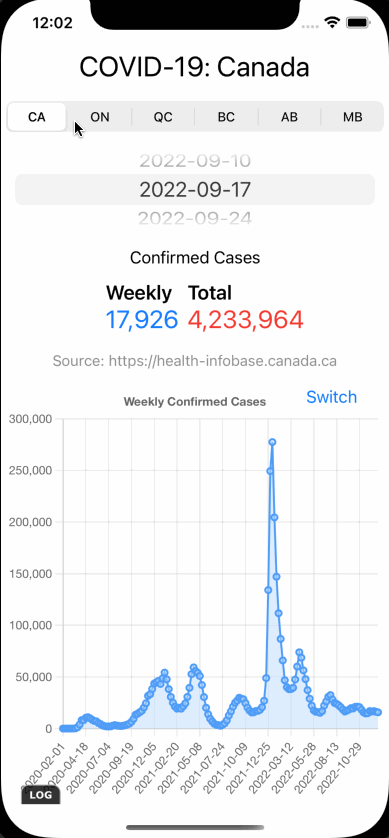 12:02
COVID-19: Canada
CA ON QC BC AB MB
2022-09-10
2022-09-17
2022-09-24
Confirmed Cases
Weekly Total
17,926 4,233,964
Source: https://health-infobase.canada.ca
Weekly Confirmed Cases Switch
300,000
250,000
200,000
150,000
100,000
50,000
0
2020-02-01 2020-04-18 2020-07-04 2020-09-19 2020-12-05 2021-02-20 2021-05-08 2021-07-24 2021-10-09 2021-12-25 2022-03-12 2022-05-28 2022-08-13 2022-10-29
LOG